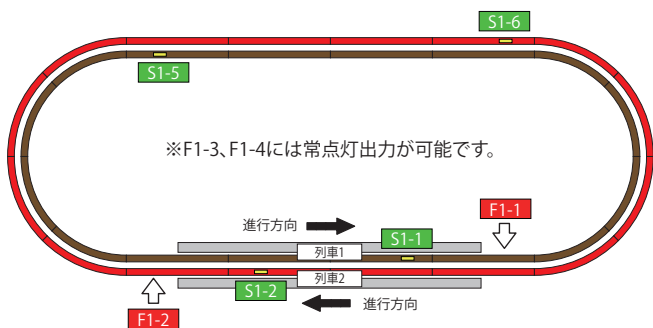 S1-6
S1-5
※F1-3、F1-4には常点灯出力が可能です。
F1-1
進行方向
S1-1
列車1
列車2
S1-2
進行方向
F1-2